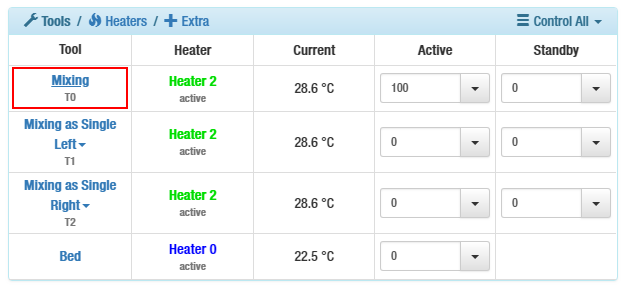 Tools / Heaters / Extra Control All
Tool Heater Current Active Standby
Mixing Heater 2 28.6 °C 100 0
T0 active
Mixing as Single Left Heater 2 28.6 °C 0 0
T1 active
Mixing as Single Right Heater 2 28.6 °C 0 0
T2 active
Bed Heater 0 22.5 °C 0
active